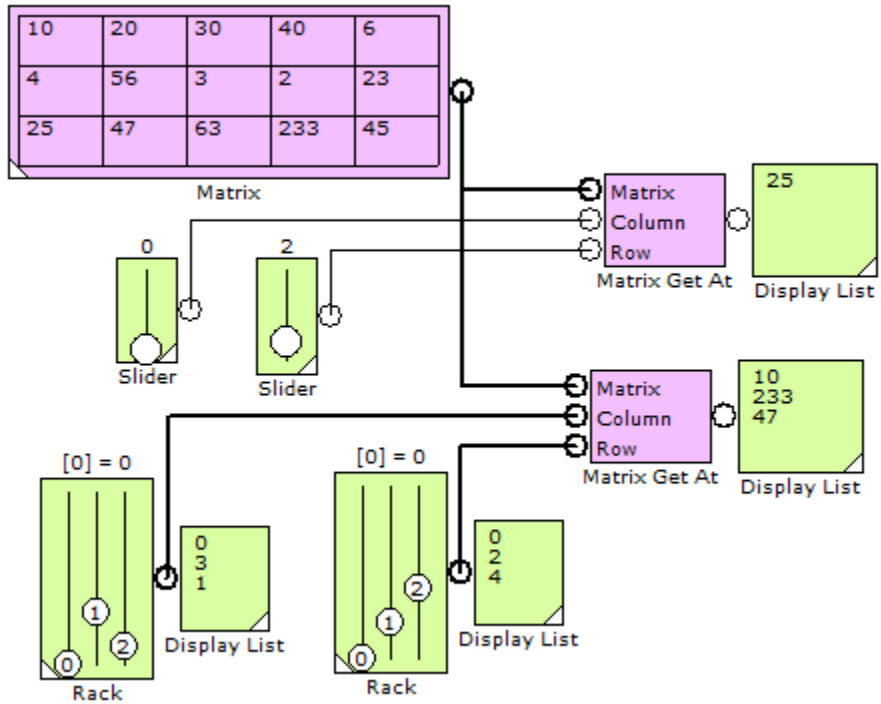 10 20 30 40 6
4 56 3 2 23
25 47 63 233 45
Matrix
Matrix
Column
Row
Matrix Get At
25
Display List
0
Slider
2
Slider
Matrix
Column
Row
Matrix Get At
10
233
47
Display List
[0] = 0
0
1
2
Rack
0
3
1
Display List
[0] = 0
0
1
2
Rack
0
2
4
Display List